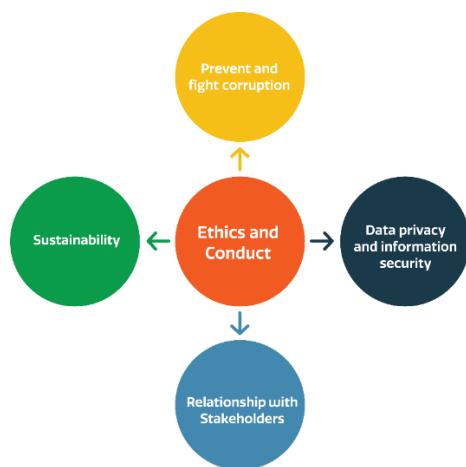 Prevent and
fight corruption
Sustainability
Ethics and
Conduct
Data privacy
and information
security
Relationship with
Stakeholders